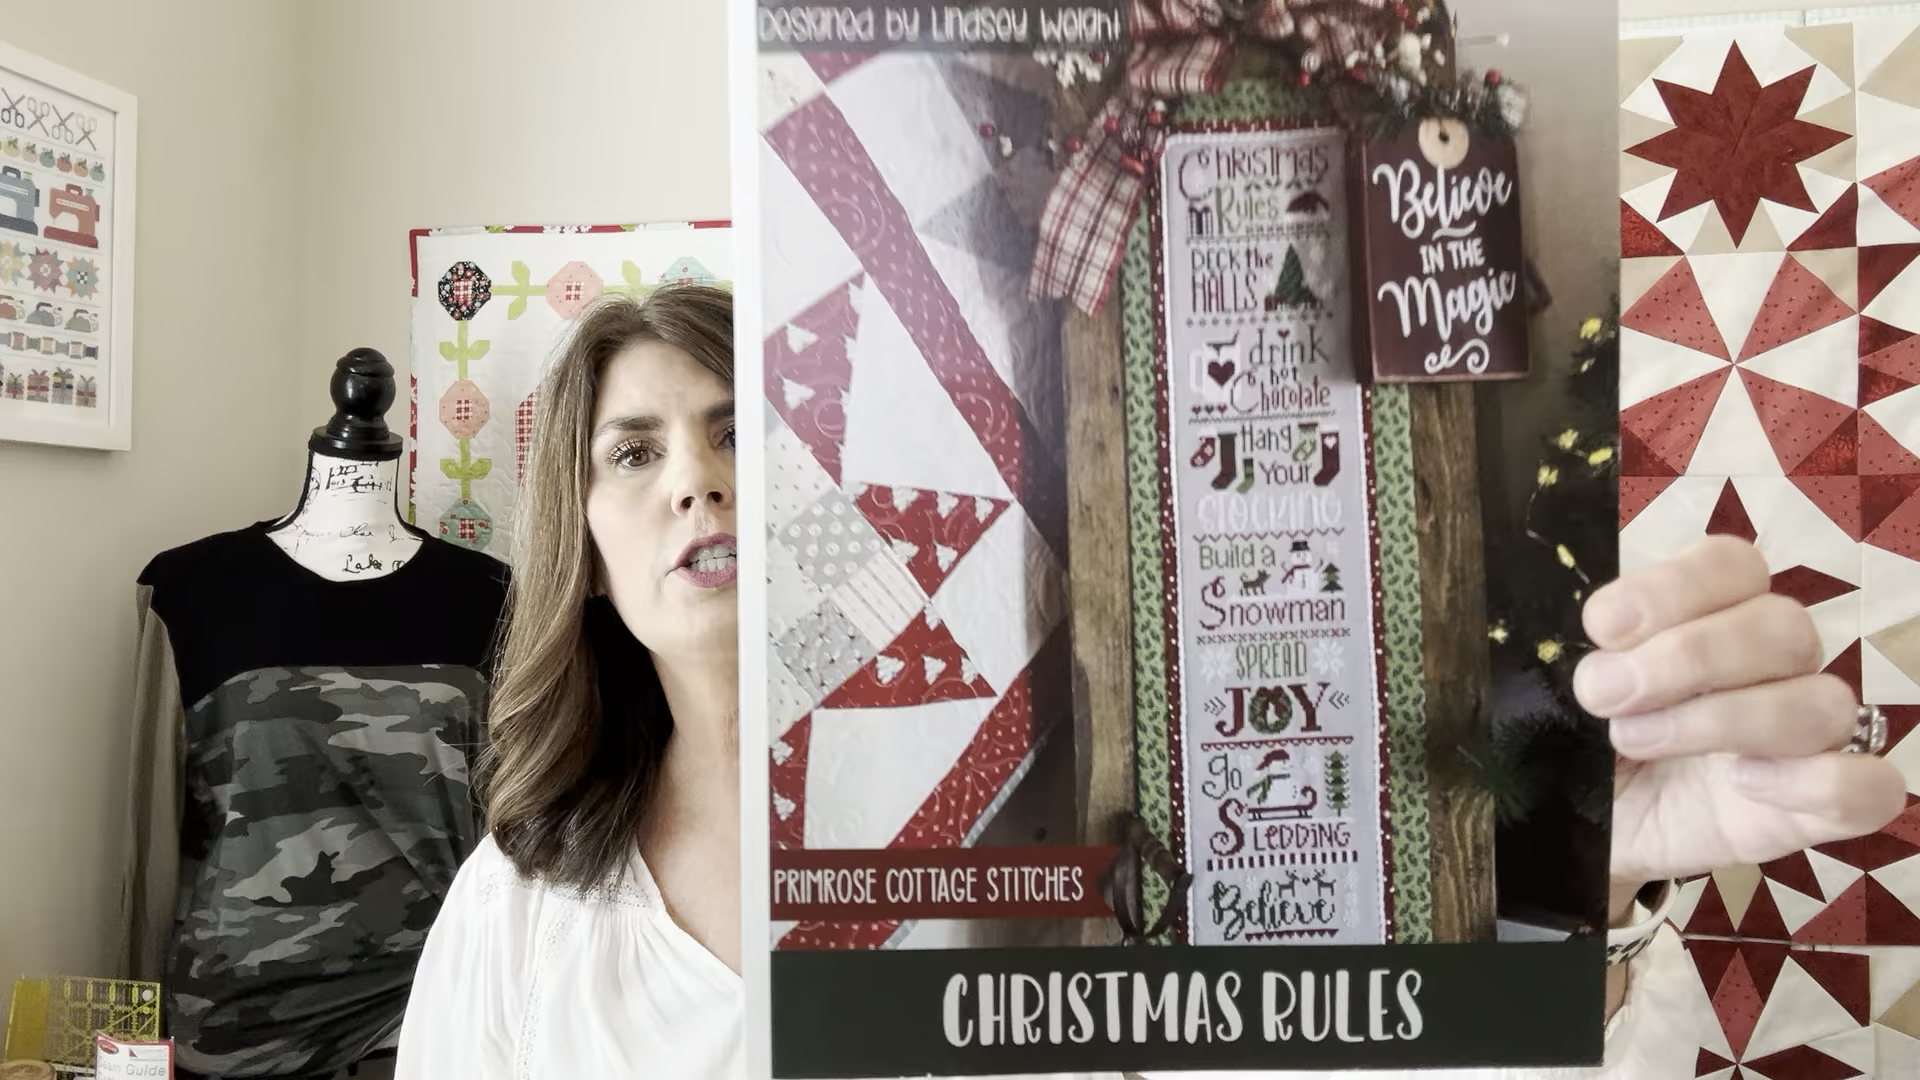 Designed by Lindsey Weight
Christmas
Rules
DECK the
HALLS
drink
hot
Chocolate
Hang
Your
STOCKING
Build a
Snowman
SPREAD
JOY
go
SLEDDING
Believe
Believe
IN THE
Magic
PRIMROSE COTTAGE STITCHES
CHRISTMAS RULES
Guide